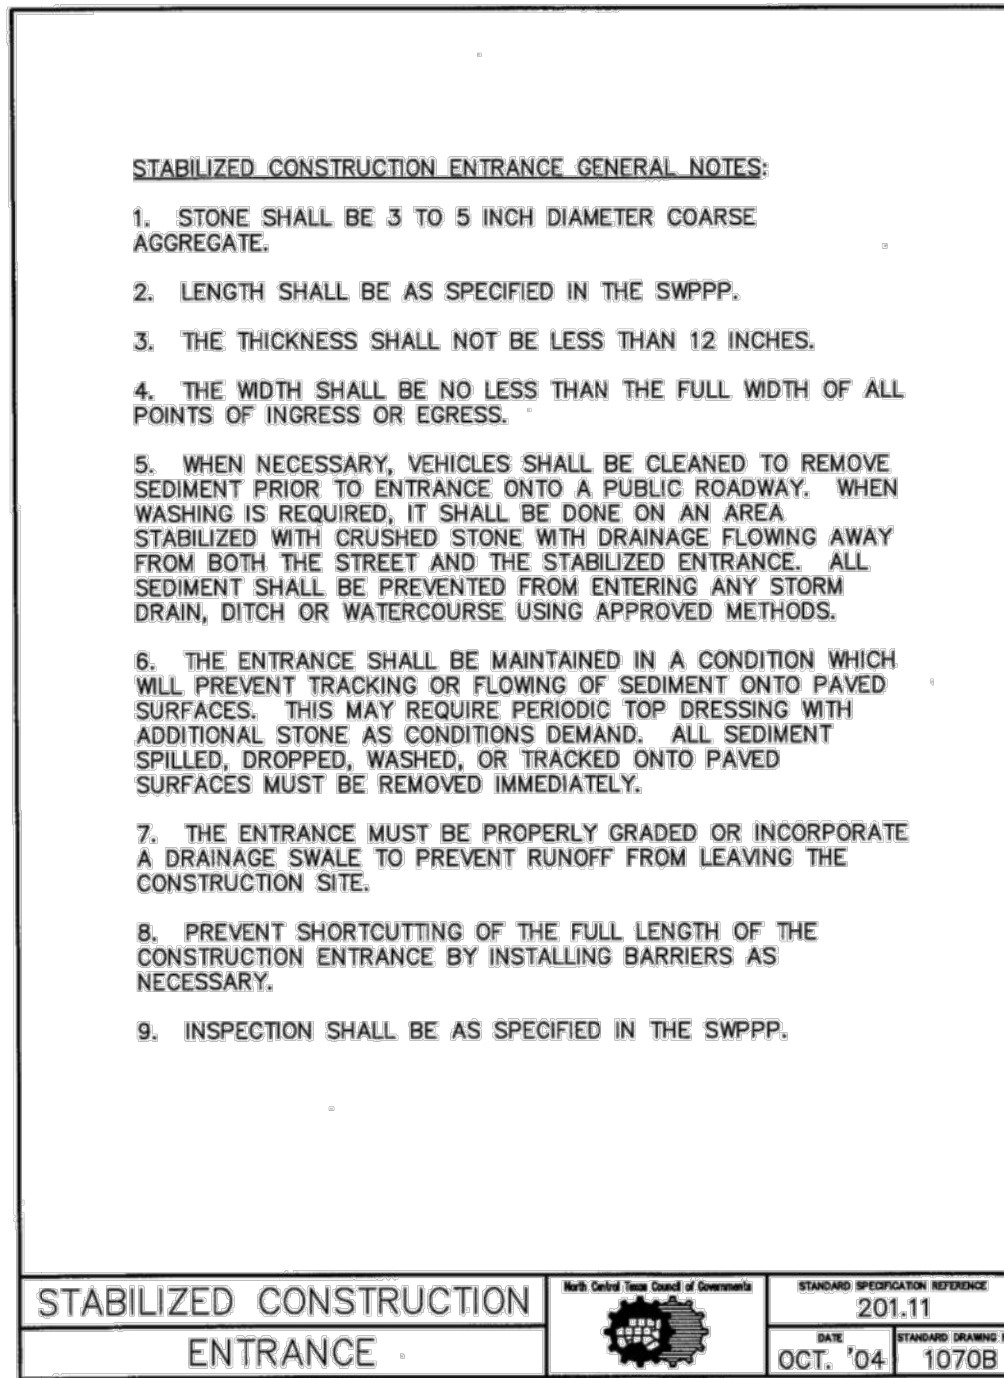 STABILIZED CONSTRUCTION ENTRANCE GENERAL NOTES:
1. STONE SHALL BE 3 TO 5 INCH DIAMETER COARSE
AGGREGATE.
2. LENGTH SHALL BE AS SPECIFIED IN THE SWPPP.
3. THE THICKNESS SHALL NOT BE LESS THAN 12 INCHES.
4. THE WIDTH SHALL BE NO LESS THAN THE FULL WIDTH OF ALL
POINTS OF INGRESS OR EGRESS.
5. WHEN NECESSARY, VEHICLES SHALL BE CLEANED TO REMOVE
SEDIMENT PRIOR TO ENTRANCE ONTO A PUBLIC ROADWAY. WHEN
WASHING IS REQUIRED, IT SHALL BE DONE ON AN AREA
STABILIZED WITH CRUSHED STONE WITH DRAINAGE FLOWING AWAY
FROM BOTH THE STREET AND THE STABILIZED ENTRANCE. ALL
SEDIMENT SHALL BE PREVENTED FROM ENTERING ANY STORM
DRAIN, DITCH OR WATERCOURSE USING APPROVED METHODS.
6. THE ENTRANCE SHALL BE MAINTAINED IN A CONDITION WHICH
WILL PREVENT TRACKING OR FLOWING OF SEDIMENT ONTO PAVED
SURFACES. THIS MAY REQUIRE PERIODIC TOP DRESSING WITH
ADDITIONAL STONE AS CONDITIONS DEMAND. ALL SEDIMENT
SPILLED, DROPPED, WASHED, OR TRACKED ONTO PAVED
SURFACES MUST BE REMOVED IMMEDIATELY.
7. THE ENTRANCE MUST BE PROPERLY GRADED OR INCORPORATE
A DRAINAGE SWALE TO PREVENT RUNOFF FROM LEAVING THE
CONSTRUCTION SITE.
8. PREVENT SHORTCUTTING OF THE FULL LENGTH OF THE
CONSTRUCTION ENTRANCE BY INSTALLING BARRIERS AS
NECESSARY.
9. INSPECTION SHALL BE AS SPECIFIED IN THE SWPPP.
STABILIZED CONSTRUCTION
ENTRANCE
North Central Texas Council of Governments
STANDARD SPECIFICATION REFERENCE
201.11
DATE
OCT. '04
STANDARD DRAWING
1070B